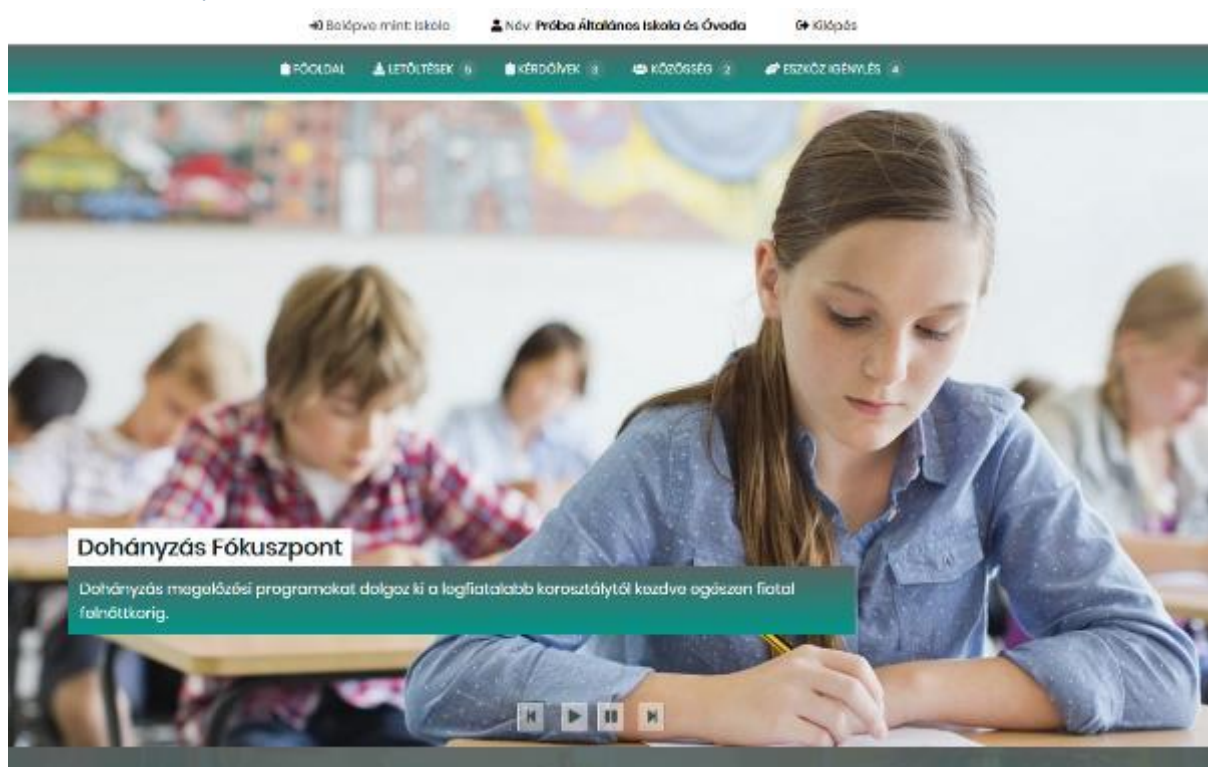 Belépve mint: Iskola
Név: Próba Általános Iskola és Óvoda
Kilépés
FŐOLDAL
LETÖLTÉSEK
KÉRDŐÍVEK 3
KÖZÖSSÉG 2
ESZKÖZ IGÉNYLÉS 4
Dohányzás Fókuszpont
Dohányzás megelőzési programokat dolgoz ki a legfiatalabb korosztálytól kezdve egészen fiatal
felnőttkorig.